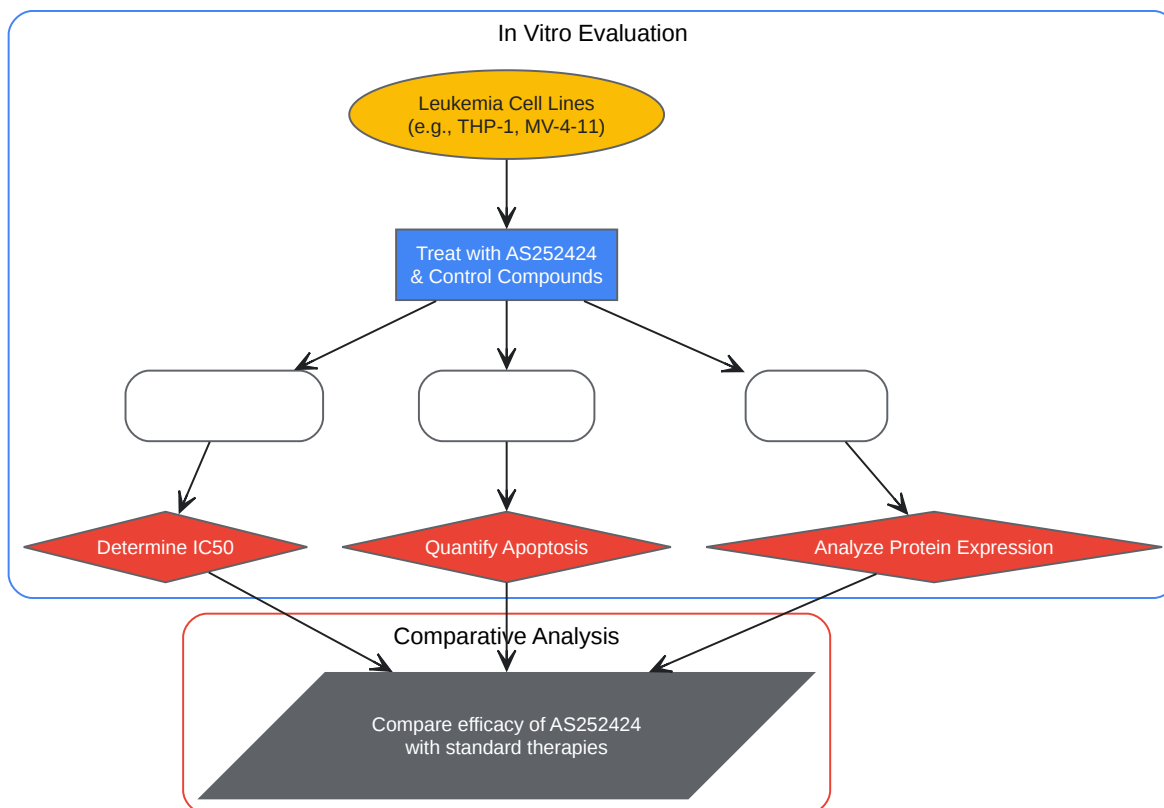 In Vitro Evaluation
Leukemia Cell Lines
(e.g., THP-1, MV-4-11)
Treat with AS252424
& Control Compounds
Determine IC50
Quantify Apoptosis
Analyze Protein Expression
Comparative Analysis
Compare efficacy of AS252424
with standard therapies